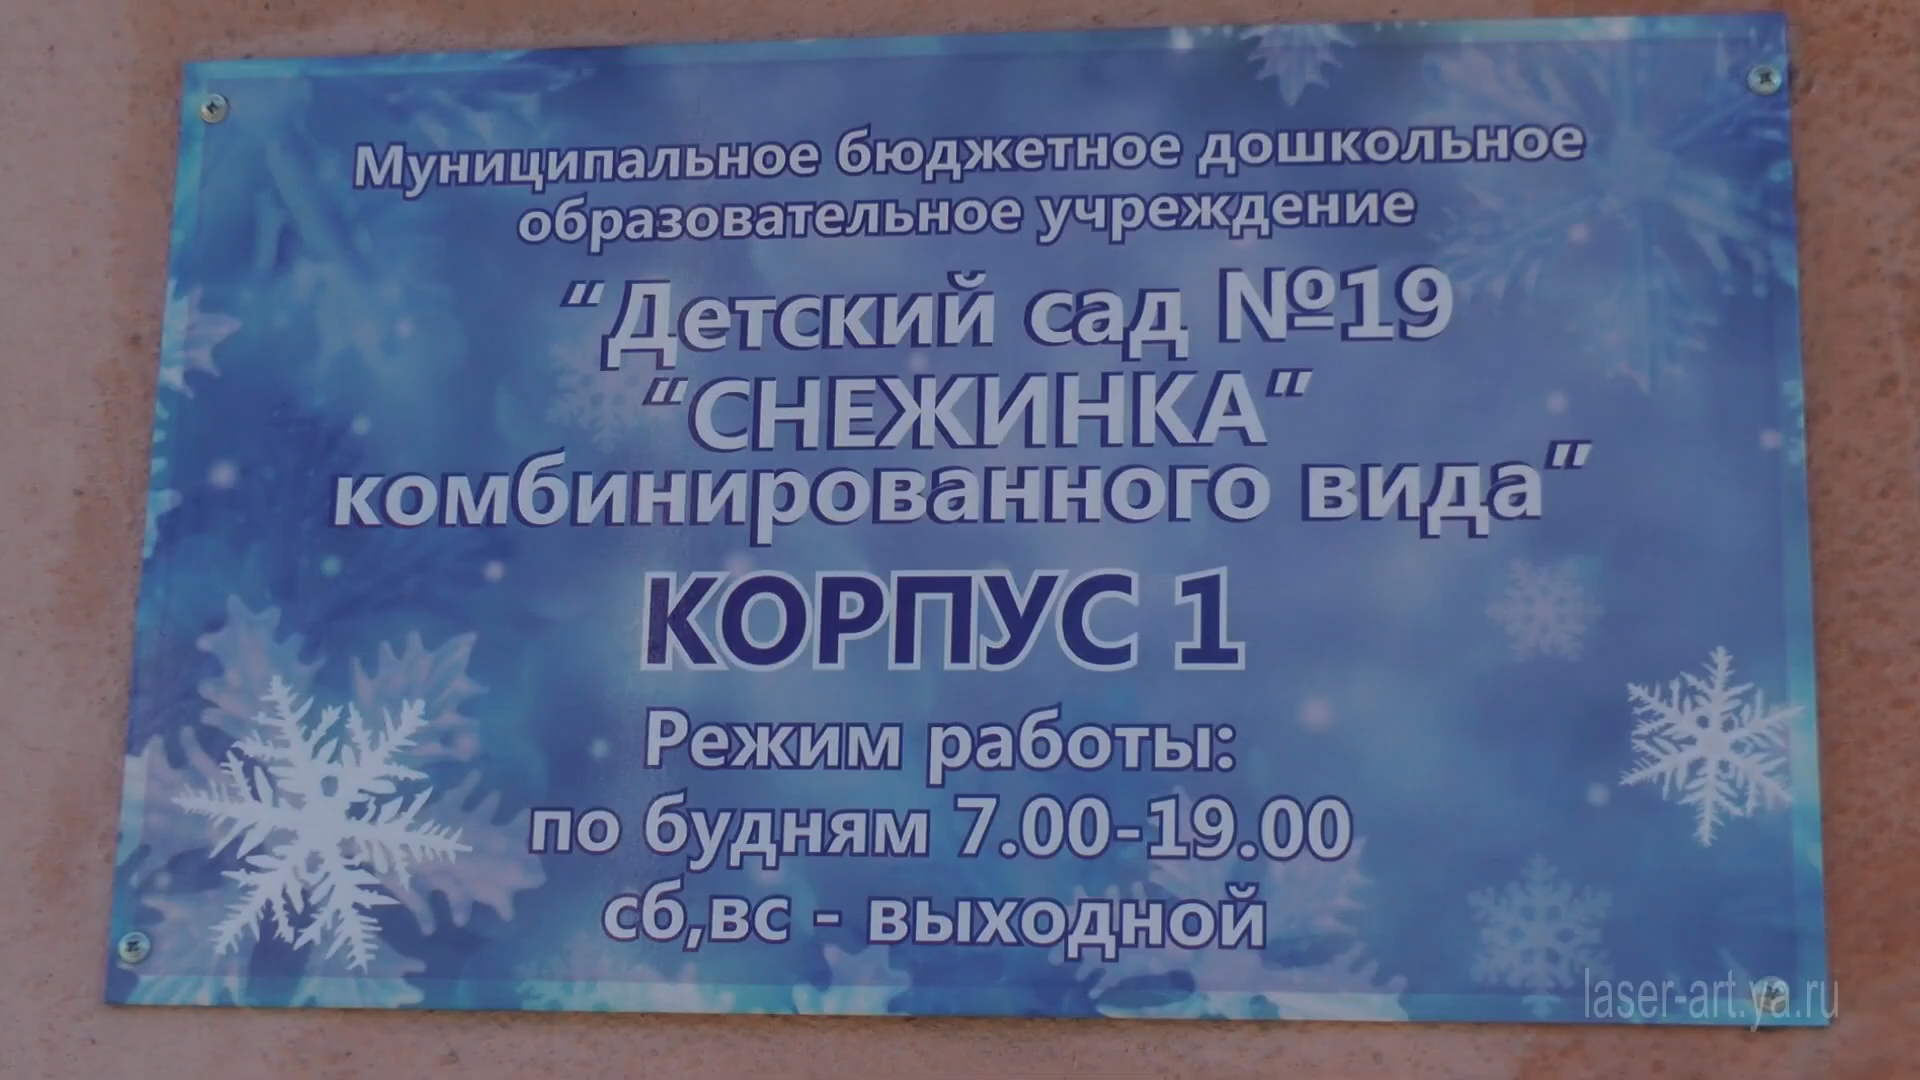 Муниципальное бюджетное дошкольное
образовательное учреждение
“Детский сад №19
“СНЕЖИНКА”
комбинированного вида”
КОРПУС 1
Режим работы:
по будням 7.00-19.00
сб,вс - выходной
laser-art.ya.ru